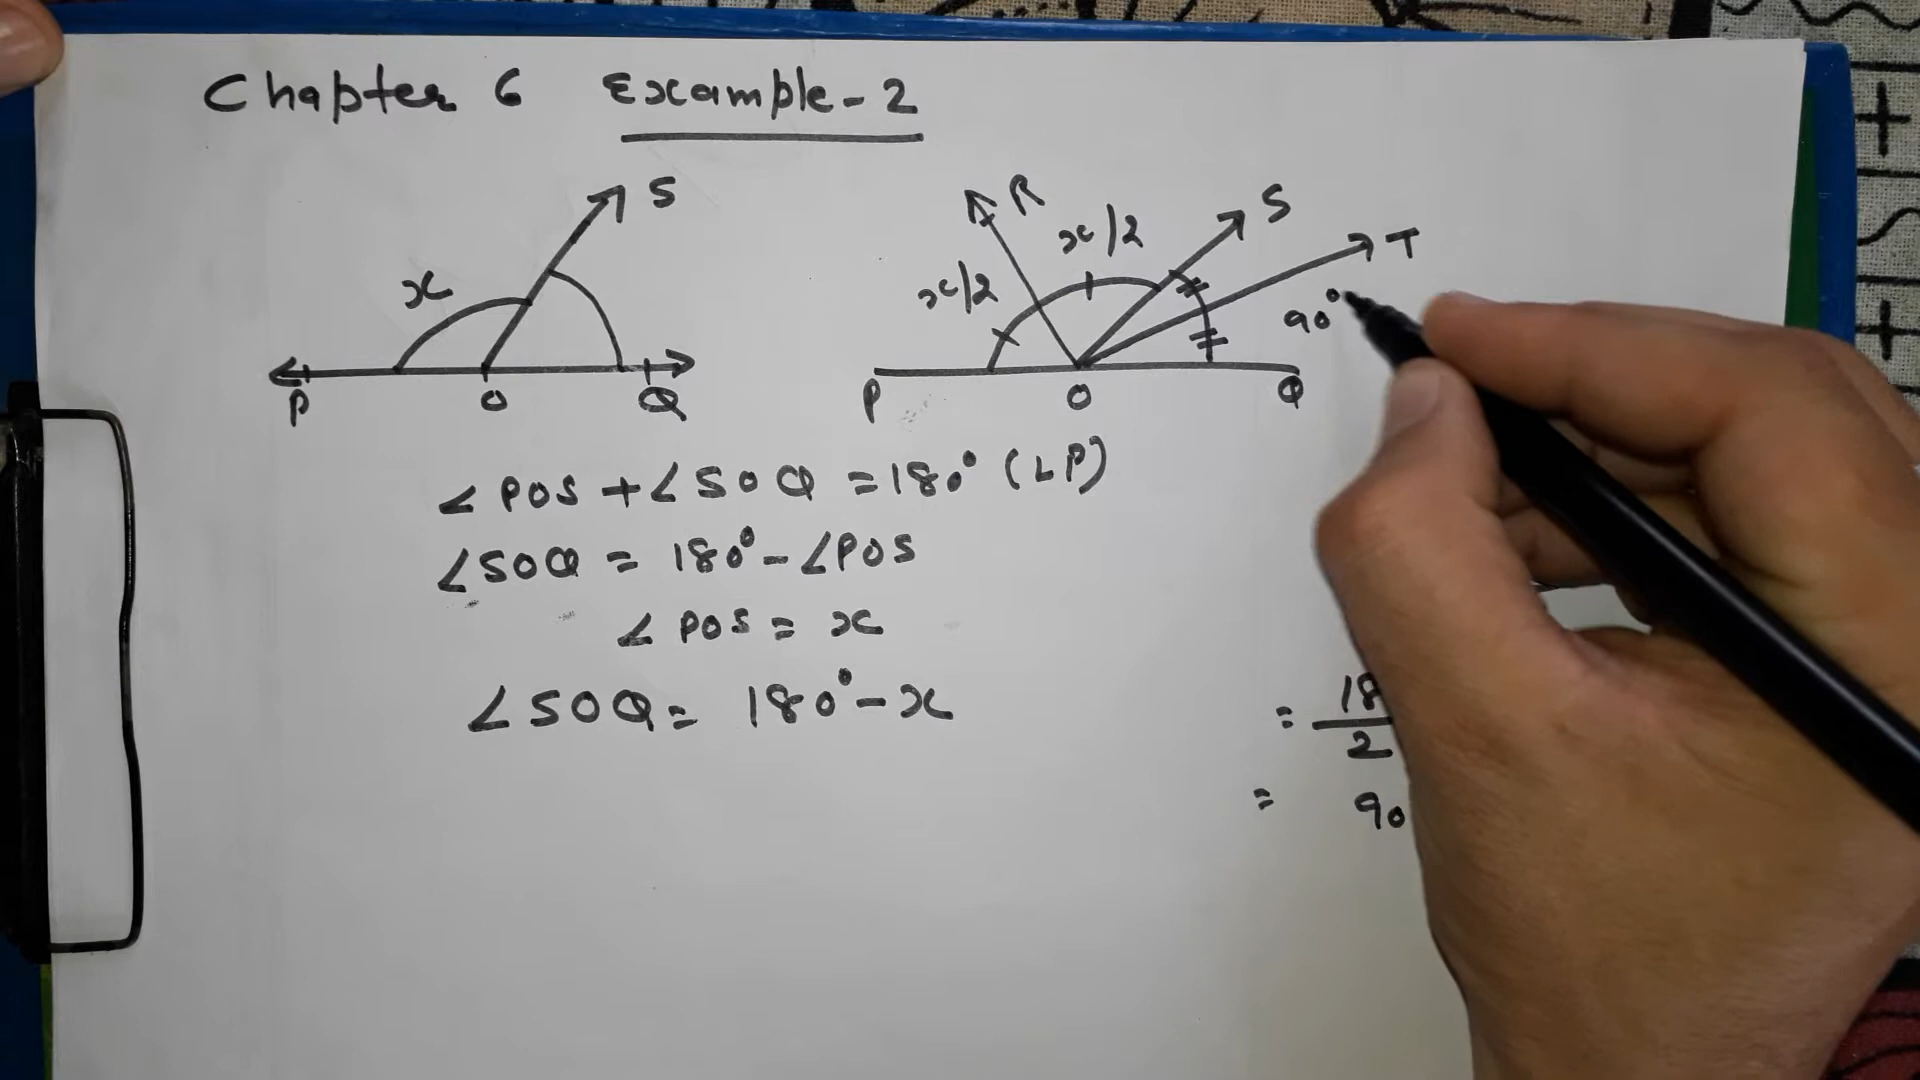 Chapter 6 Example-2
S
x
P O Q
R
x/2
x/2
S
T
90°
P O Q
∠POS + ∠SOQ = 180° (LP)
∠SOQ = 180° - ∠POS
∠POS = x
∠SOQ = 180° - x
= 18
2
= 90